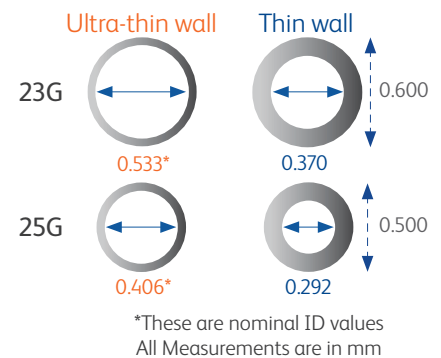 Ultra-thin wall Thin wall
23G 0.600
0.533* 0.370
25G 0.500
0.406* 0.292
*These are nominal ID values
All Measurements are in mm